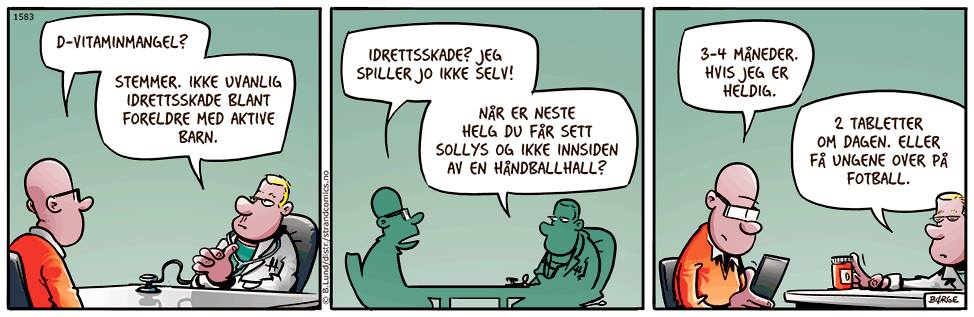 1583
D-VITAMINMANGEL?
STEMMER. IKKE UVANLIG
IDRETTSSKADE BLANT
FORELDRE MED AKTIVE
BARN.
© B.Lund/distr./strandcomics.no
IDRETTSSKADE? JEG
SPILLER JO IKKE SELV!
NÅR ER NESTE
HELG DU FÅR SETT
SOLLYS OG IKKE INNSIDEN
AV EN HÅNDBALLHALL?
3-4 MÅNEDER.
HVIS JEG ER
HELDIG.
2 TABLETTER
OM DAGEN. ELLER
FÅ UNGENE OVER PÅ
FOTBALL.
D
BØRGE